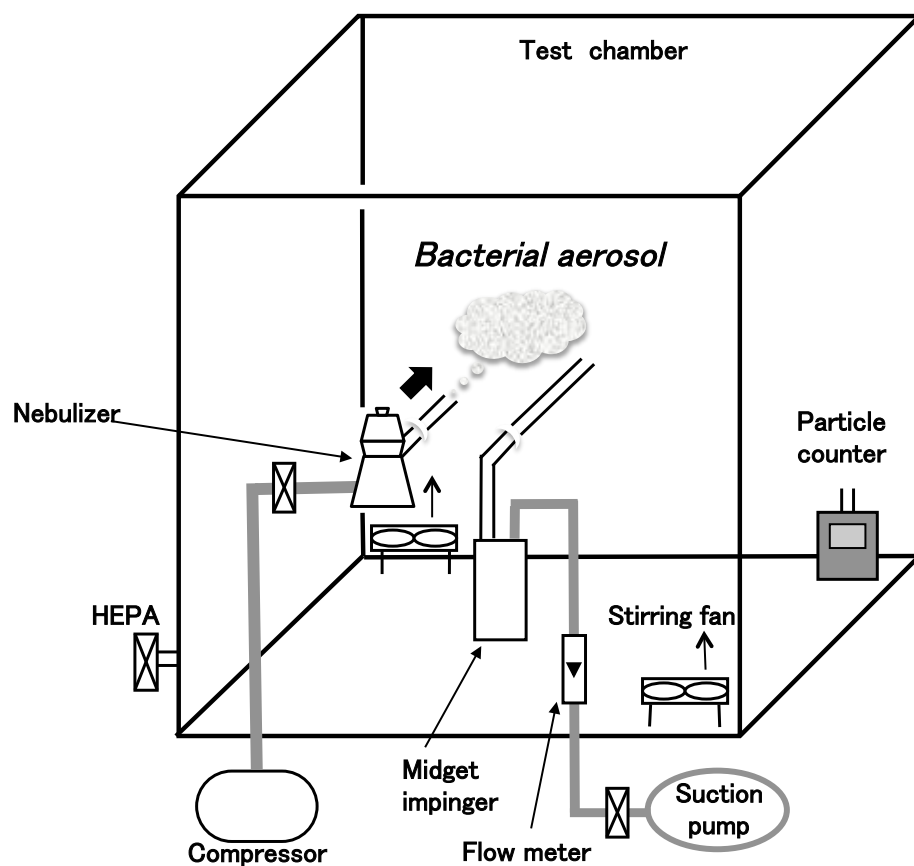 Test chamber
Bacterial aerosol
Nebulizer
Particle
counter
HEPA
Stirring fan
Midget
impinger
Suction
pump
Compressor
Flow meter